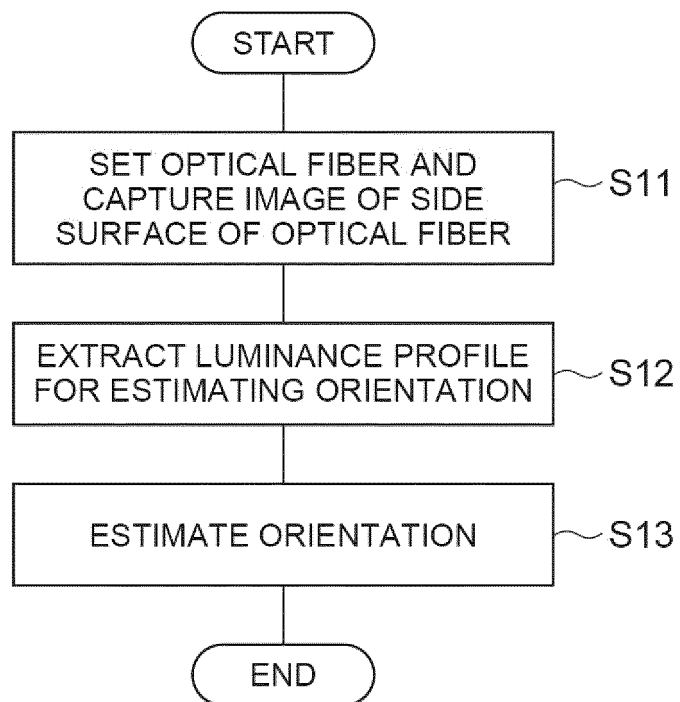 START
SET OPTICAL FIBER AND
CAPTURE IMAGE OF SIDE
SURFACE OF OPTICAL FIBER
S11
EXTRACT LUMINANCE PROFILE
FOR ESTIMATING ORIENTATION
S12
ESTIMATE ORIENTATION
S13
END